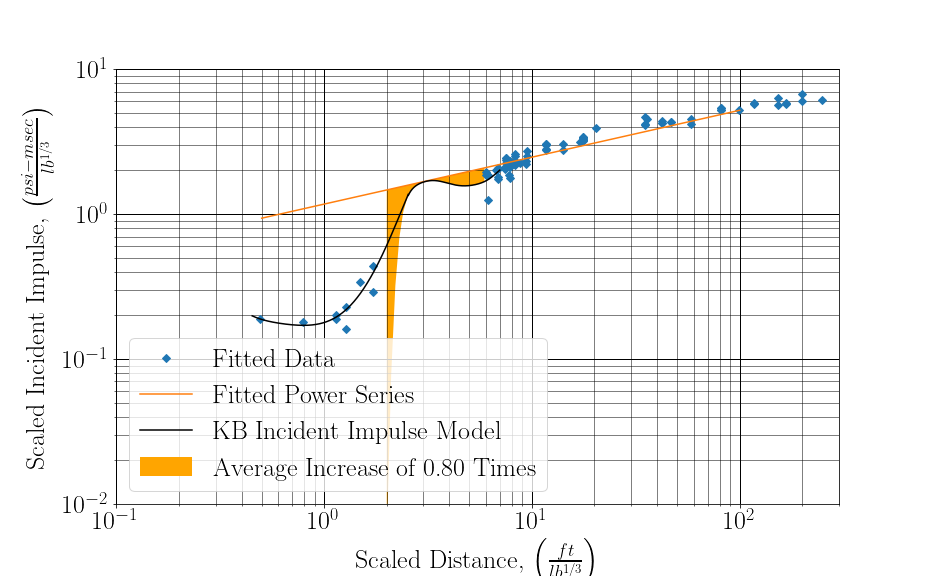 10^1
10^0
10^−1
10^−2
Scaled Incident Impulse, (psi−msec / lb^1/3)
Fitted Data
Fitted Power Series
KB Incident Impulse Model
Average Increase of 0.80 Times
10^−1 10^0 10^1 10^2
Scaled Distance, (ft / lb^1/3)